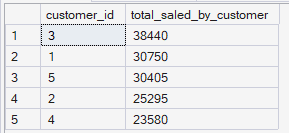 customer_id total_saled_by_customer
1 3 38440
2 1 30750
3 5 30405
4 2 25295
5 4 23580